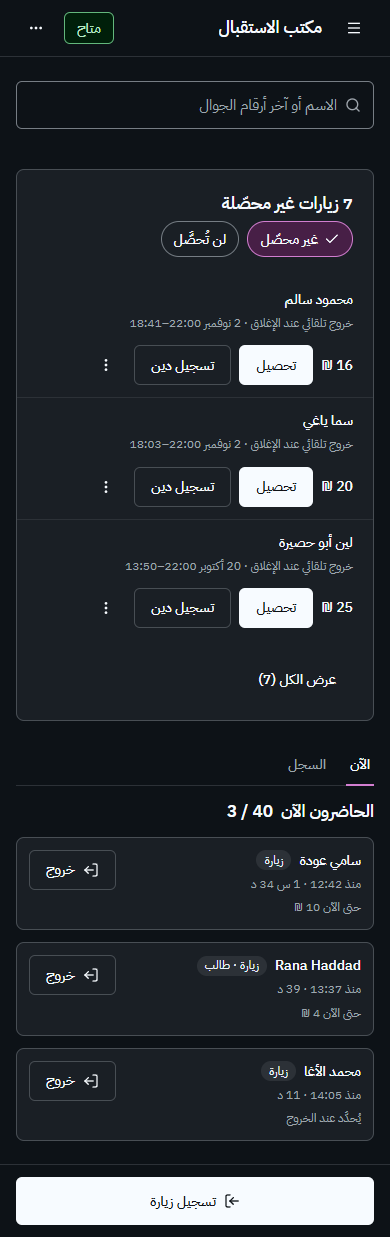 مكتب الاستقبال
متاح
الاسم أو آخر أرقام الجوال
7 زيارات غير محصّلة
غير محصّل
لن تُحصَّل
محمود سالم
خروج تلقائي عند الإغلاق · 2 نوفمبر 22:00–18:41
16 ₪ تحصيل تسجيل دين
سما ياغي
خروج تلقائي عند الإغلاق · 2 نوفمبر 22:00–18:03
20 ₪ تحصيل تسجيل دين
لين أبو حصيرة
خروج تلقائي عند الإغلاق · 20 أكتوبر 22:00–13:50
25 ₪ تحصيل تسجيل دين
عرض الكل (7)
الآن السجل
الحاضرون الآن 40 / 3
سامي عودة زيارة خروج
منذ 12:42 · 1 س 34 د
حتى الآن 10 ₪
Rana Haddad زيارة · طالب خروج
منذ 13:37 · 39 د
حتى الآن 4 ₪
محمد الأغا زيارة خروج
منذ 14:05 · 11 د
يُحدَّد عند الخروج
تسجيل زيارة